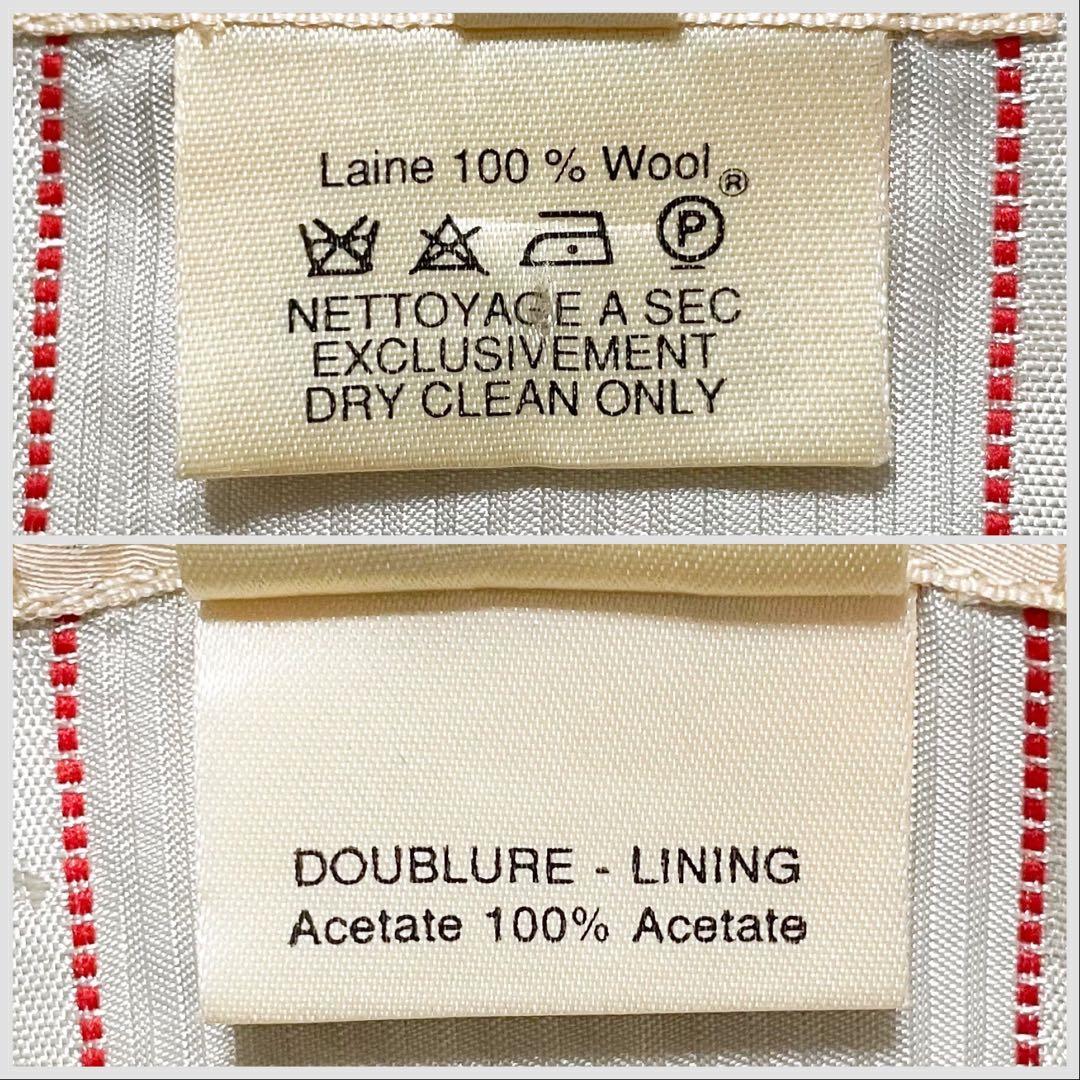 Laine 100 % Wool ®
P
NETTOYAGE A SEC
EXCLUSIVEMENT
DRY CLEAN ONLY
DOUBLURE - LINING
Acetate 100% Acetate